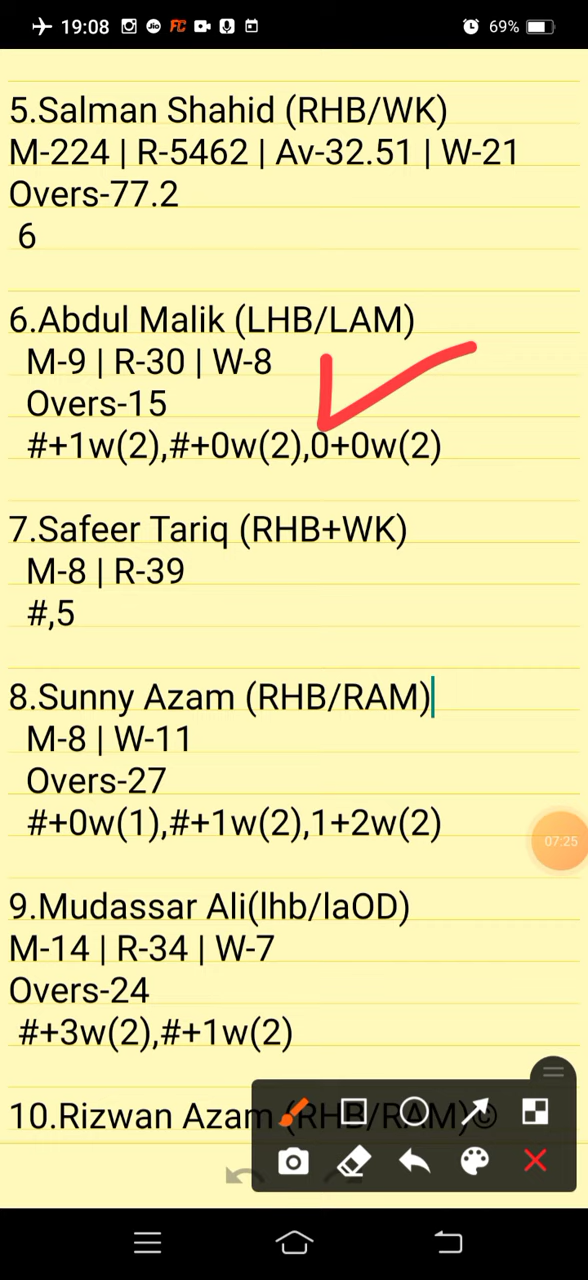 19:08 Jio FC 69%
5.Salman Shahid (RHB/WK)
M-224 | R-5462 | Av-32.51 | W-21
Overs-77.2
6
6.Abdul Malik (LHB/LAM)
M-9 | R-30 | W-8
Overs-15
#+1w(2),#+0w(2),0+0w(2)
7.Safeer Tariq (RHB+WK)
M-8 | R-39
#,5
8.Sunny Azam (RHB/RAM)
M-8 | W-11
Overs-27
#+0w(1),#+1w(2),1+2w(2)
07:25
9.Mudassar Ali(lhb/laOD)
M-14 | R-34 | W-7
Overs-24
#+3w(2),#+1w(2)
10.Rizwan Azam (RHB/RAM)©